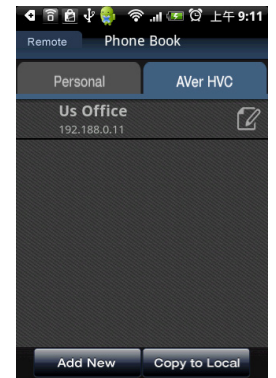 上午 9:11
Remote Phone Book
Personal AVer HVC
Us Office
192.188.0.11
Add New Copy to Local